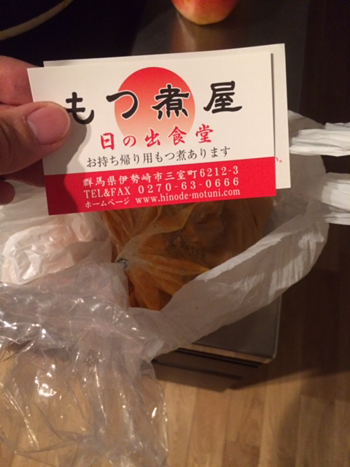 もつ煮屋
日の出食堂
お持ち帰り用もつ煮あります
群馬県伊勢崎市三室町6212-3
TEL&FAX 0270-63-0666
ホームページ www.hinode-motuni.com